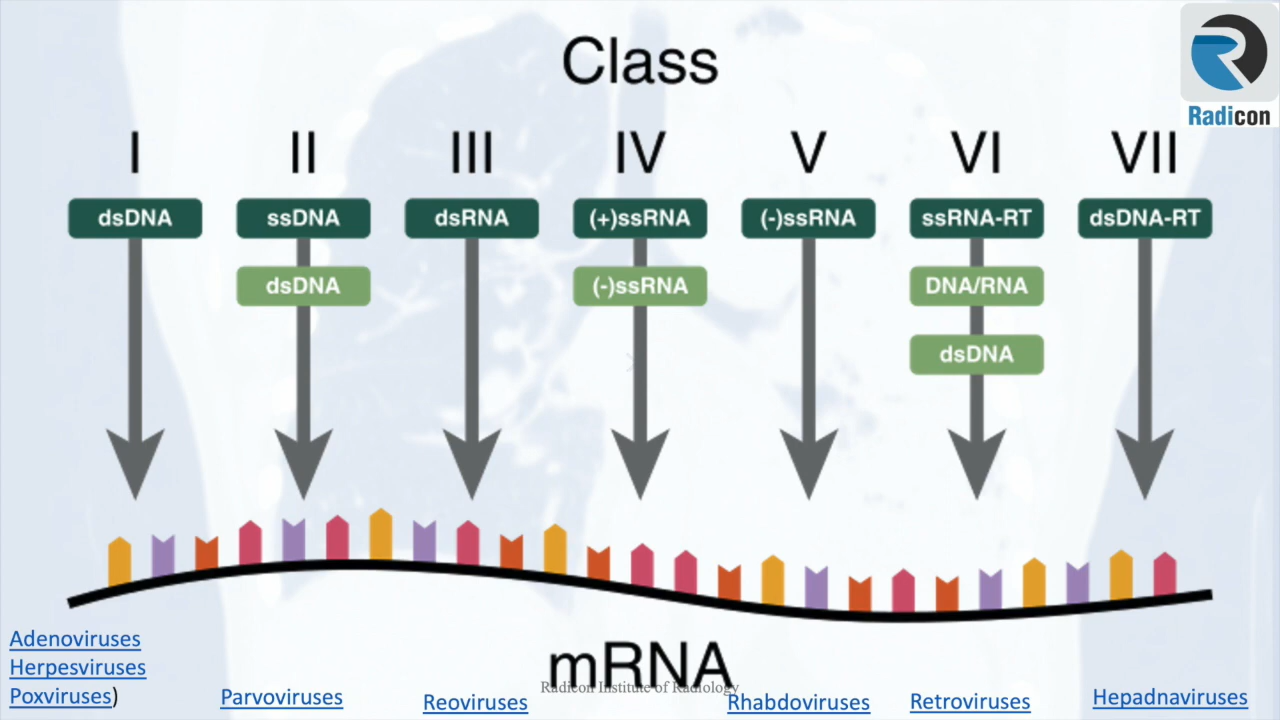 Class
Radicon
I II III IV V VI VII
dsDNA ssDNA dsRNA (+)ssRNA (-)ssRNA ssRNA-RT dsDNA-RT
dsDNA (-)ssRNA DNA/RNA
dsDNA
Adenoviruses
Herpesviruses
Poxviruses)
mRNA
Radicon Institute of Radiology
Parvoviruses Reoviruses Rhabdoviruses Retroviruses Hepadnaviruses